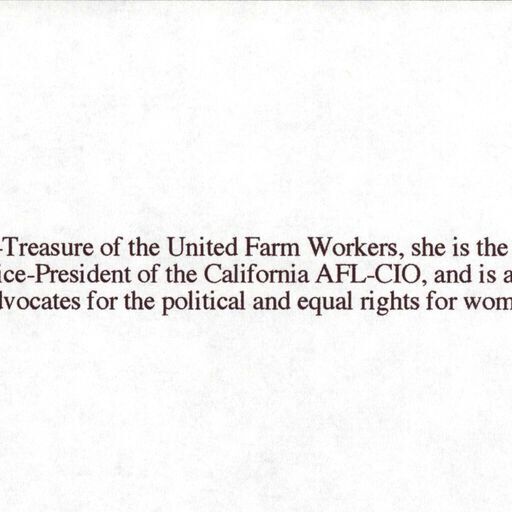 -Treasure of the United Farm Workers, she is the
ice-President of the California AFL-CIO, and is a
dvocates for the political and equal rights for wom